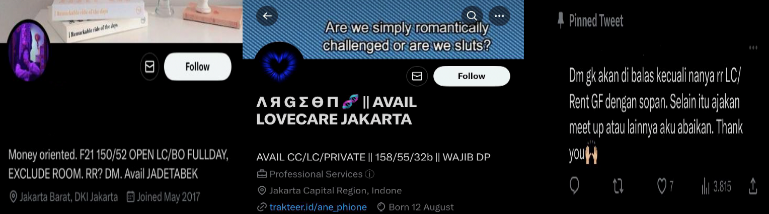 Follow
Money oriented. F21 150/52 OPEN LC/BO FULLDAY,
EXCLUDE ROOM. RR? DM. Avail JADETABEK
Jakarta Barat, DKI Jakarta Joined May 2017
Are we simply romantically
challenged or are we sluts?
Follow
ΛЯGΣΘП🧬 || AVAIL
LOVECARE JAKARTA
AVAIL CC/LC/PRIVATE || 158/55/32b || WAJIB DP
Professional Services
Jakarta Capital Region, Indone
trakteer.id/ane_phione Born 12 August
Pinned Tweet
Dm gk akan di balas kecuali nanya rr LC/
Rent GF dengan sopan. Selain itu ajakan
meet up atau lainnya aku abaikan. Thank
you🙌🏻
7 3.815